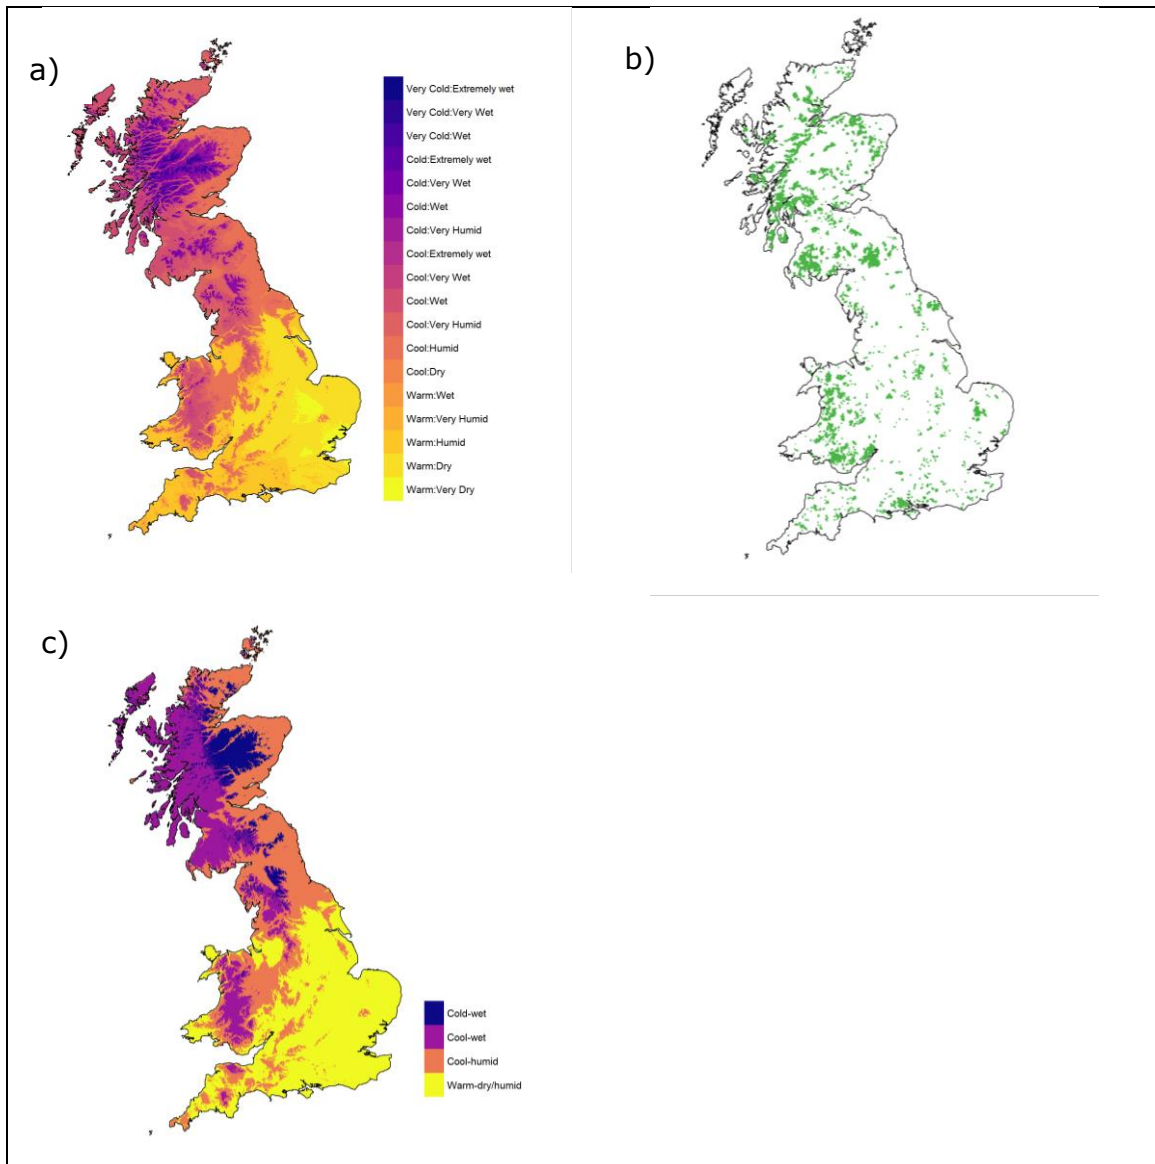 a)
Very Cold:Extremely wet
Very Cold:Very Wet
Very Cold:Wet
Cold:Extremely wet
Cold:Very Wet
Cold:Wet
Cold:Very Humid
Cool:Extremely wet
Cool:Very Wet
Cool:Wet
Cool:Very Humid
Cool:Humid
Cool:Dry
Warm:Wet
Warm:Very Humid
Warm:Humid
Warm:Dry
Warm:Very Dry
b)
c)
Cold-wet
Cool-wet
Cool-humid
Warm-dry/humid